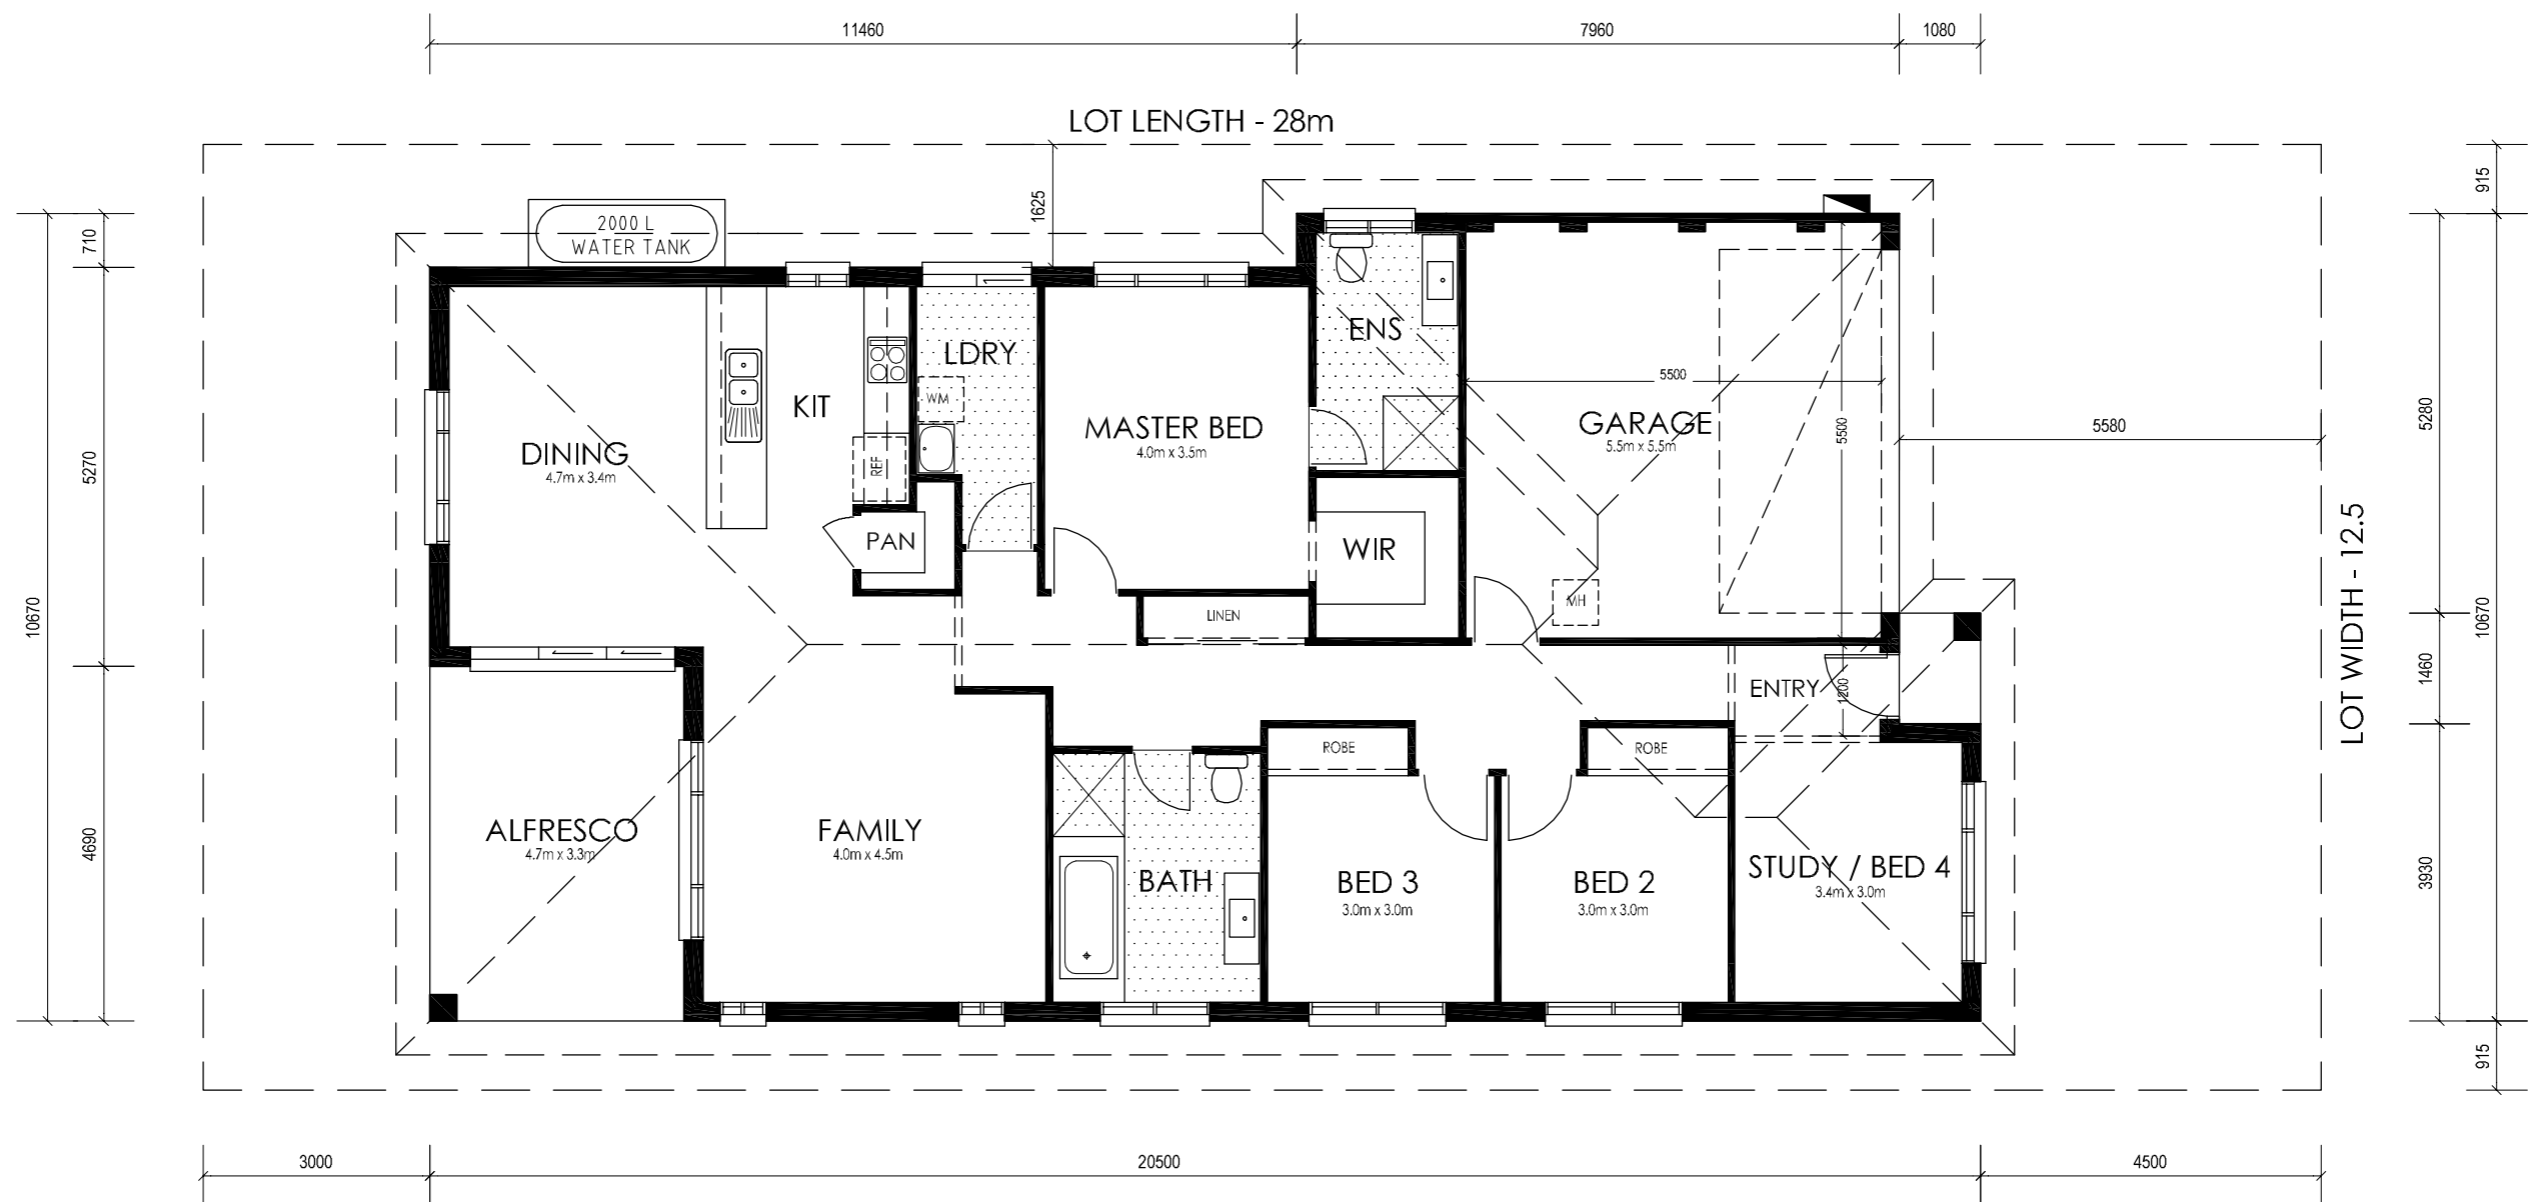 11460
7960
1080
LOT LENGTH - 28m
1625
915
710
2000 L
WATER TANK
ENS
LDRY
KIT
WM
5500
GARAGE
5.5m x 5.5m
5500
MASTER BED
4.0m x 3.5m
DINING
4.7m x 3.4m
REF
5270
5280
5580
PAN
WIR
LOT WIDTH - 12.5
MH
LINEN
10670
10670
1460
ENTRY
1200
ROBE
ROBE
ALFRESCO
4.7m x 3.3m
FAMILY
4.0m x 4.5m
4690
3930
BATH
BED 3
3.0m x 3.0m
BED 2
3.0m x 3.0m
STUDY / BED 4
3.4m x 3.0m
915
3000
20500
4500